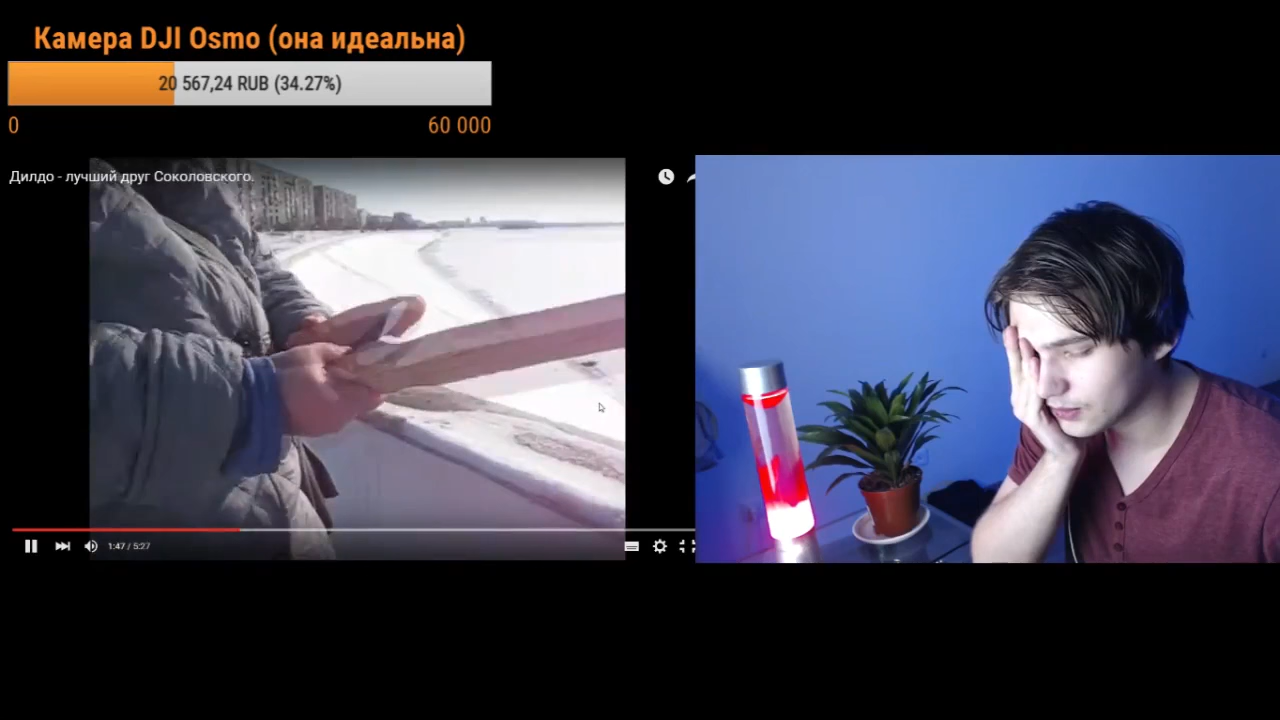 Камера DJI Osmo (она идеальна)
20 567,24 RUB (34.27%)
0
60 000
Дилдо - лучший друг Соколовского.
1:47 / 5:27